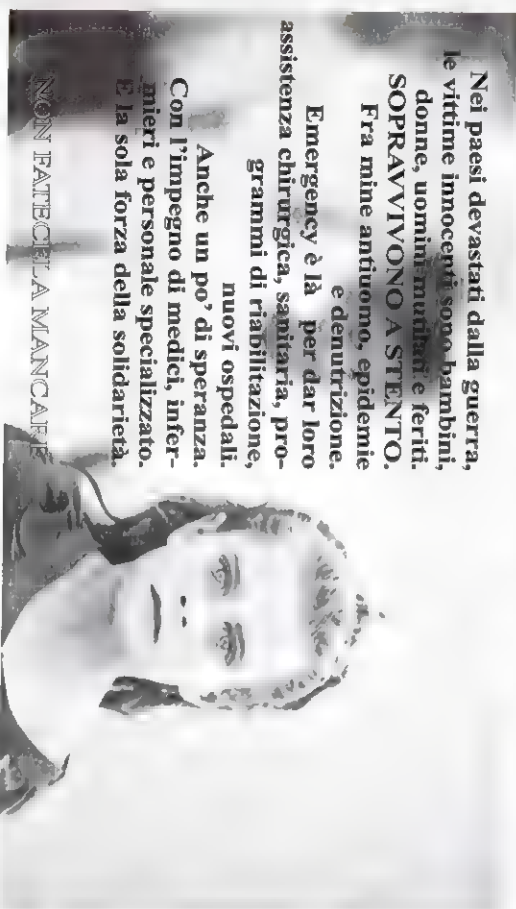 Nei paesi devastati dalla guerra,
le vittime innocenti sono bambini,
donne, uomini mutilati e feriti.
SOPRAVVIVONO A STENTO.
Fra mine antiuomo, epidemie
e denutrizione.
Emergency è là per dar loro
assistenza chirurgica, sanitaria, pro-
grammi di riabilitazione,
nuovi ospedali.
Anche un po' di speranza.
Con l'impegno di medici, infer-
mieri e personale specializzato.
E la sola forza della solidarietà.
NON FATECELA MANCARE